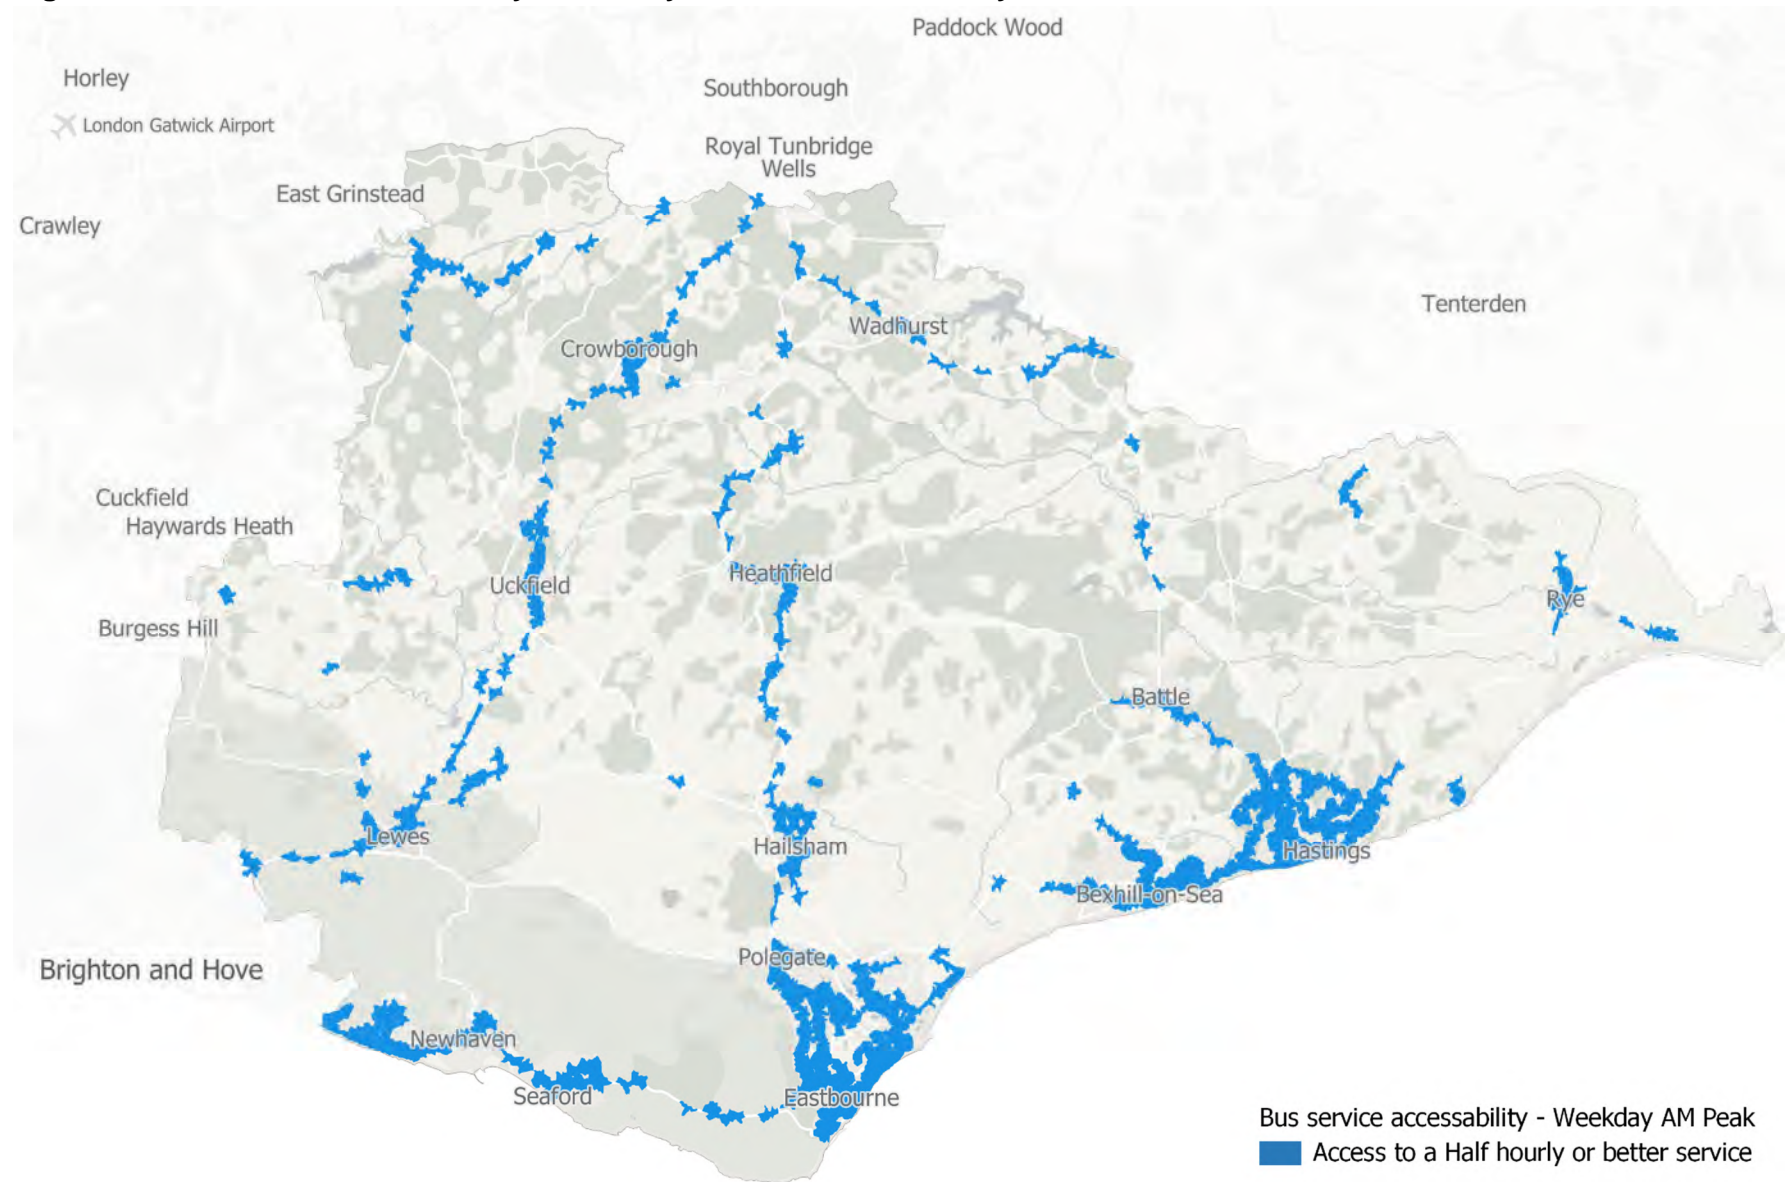 Paddock Wood
Horley
Southborough
London Gatwick Airport
Royal Tunbridge
Wells
East Grinstead
Crawley
Tenterden
Wadhurst
Crowborough
Cuckfield
Haywards Heath
Heathfield
Uckfield
Rye
Burgess Hill
Battle
Lewes
Hailsham
Hastings
Bexhill-on-Sea
Polegate
Brighton and Hove
Newhaven
Seaford
Eastbourne
Bus service accessability - Weekday AM Peak
Access to a Half hourly or better service